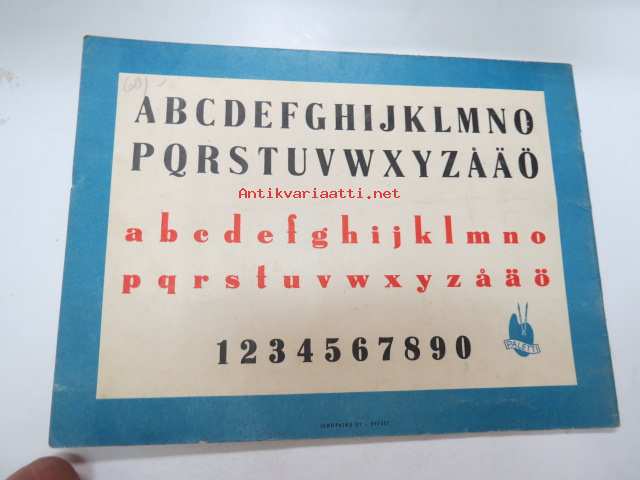 60/-
ABCDEFGHIJKLMNO
PQRSTUVWXYZÅÄÖ
Antikvariaatti.net
abcdefghijklmno
pqrstuvwxyzåäö
1234567890
PALETTI